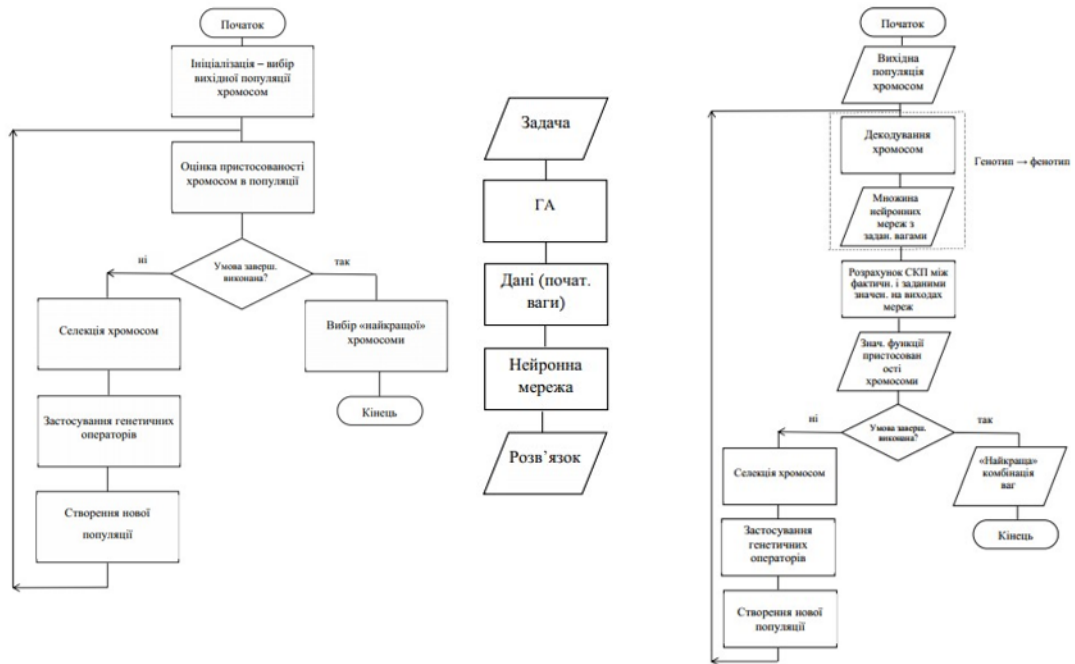 Початок
Ініціалізація – вибір
вихідної популяції
хромосом
Оцінка пристосованості
хромосом в популяції
Умова заверш.
виконана?
ні
так
Селекція хромосом
Вибір «найкращої»
хромосоми
Кінець
Застосування генетичних
операторів
Створення нової
популяції
Задача
ГА
Дані (почат.
ваги)
Нейронна
мережа
Розв’язок
Початок
Вихідна
популяція
хромосом
Декодування
хромосом
Генотип → фенотип
Множина
нейронних
мереж з
задан. вагами
Розрахунок СКП між
фактичн. і заданими
значен. на виходах
мереж
Знач. функції
пристосован
ості
хромосоми
Умова заверш.
виконана?
ні
так
Селекція хромосом
«Найкраща»
комбінація
ваг
Кінець
Застосування
генетичних
операторів
Створення нової
популяції